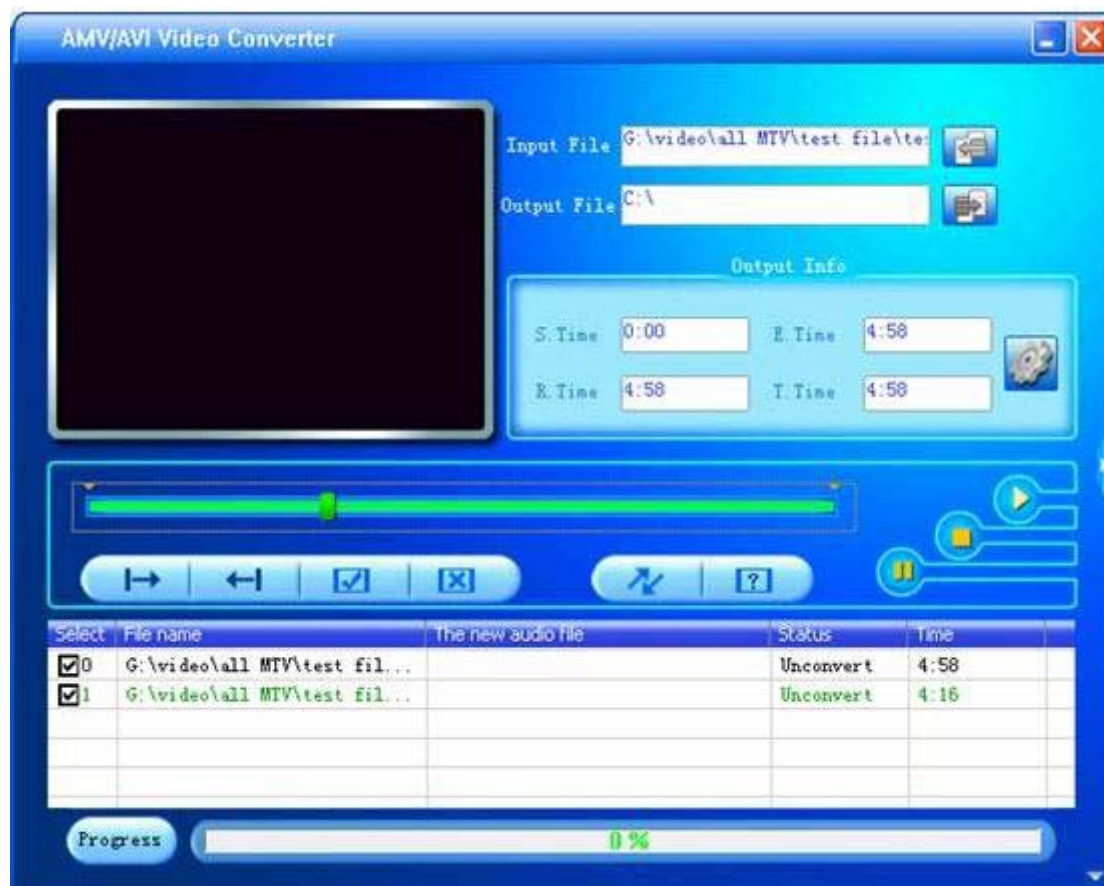 AMV/AVI Video Converter
Input File G:\video\all MTV\test file\te
Output File C:\
Output Info
S.Time 0:00 E.Time 4:58
R.Time 4:58 T.Time 4:58
?
Select File name The new audio file Status Time
0 G:\video\all MTV\test fil... Unconvert 4:58
1 G:\video\all MTV\test fil... Unconvert 4:16
Progress 0 %